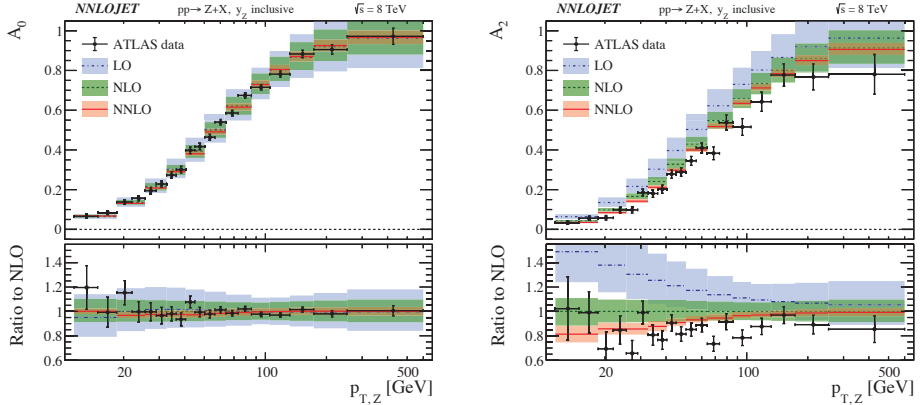 NNLOJET pp→ Z+X, y_Z inclusive √s = 8 TeV
A_0
ATLAS data
LO
NLO
NNLO
1
0.8
0.6
0.4
0.2
0
Ratio to NLO
1.4
1.2
1
0.8
0.6
20 100 500
p_T,Z [GeV]
NNLOJET pp→ Z+X, y_Z inclusive √s = 8 TeV
A_2
ATLAS data
LO
NLO
NNLO
1
0.8
0.6
0.4
0.2
0
Ratio to NLO
1.4
1.2
1
0.8
0.6
20 100 500
p_T,Z [GeV]